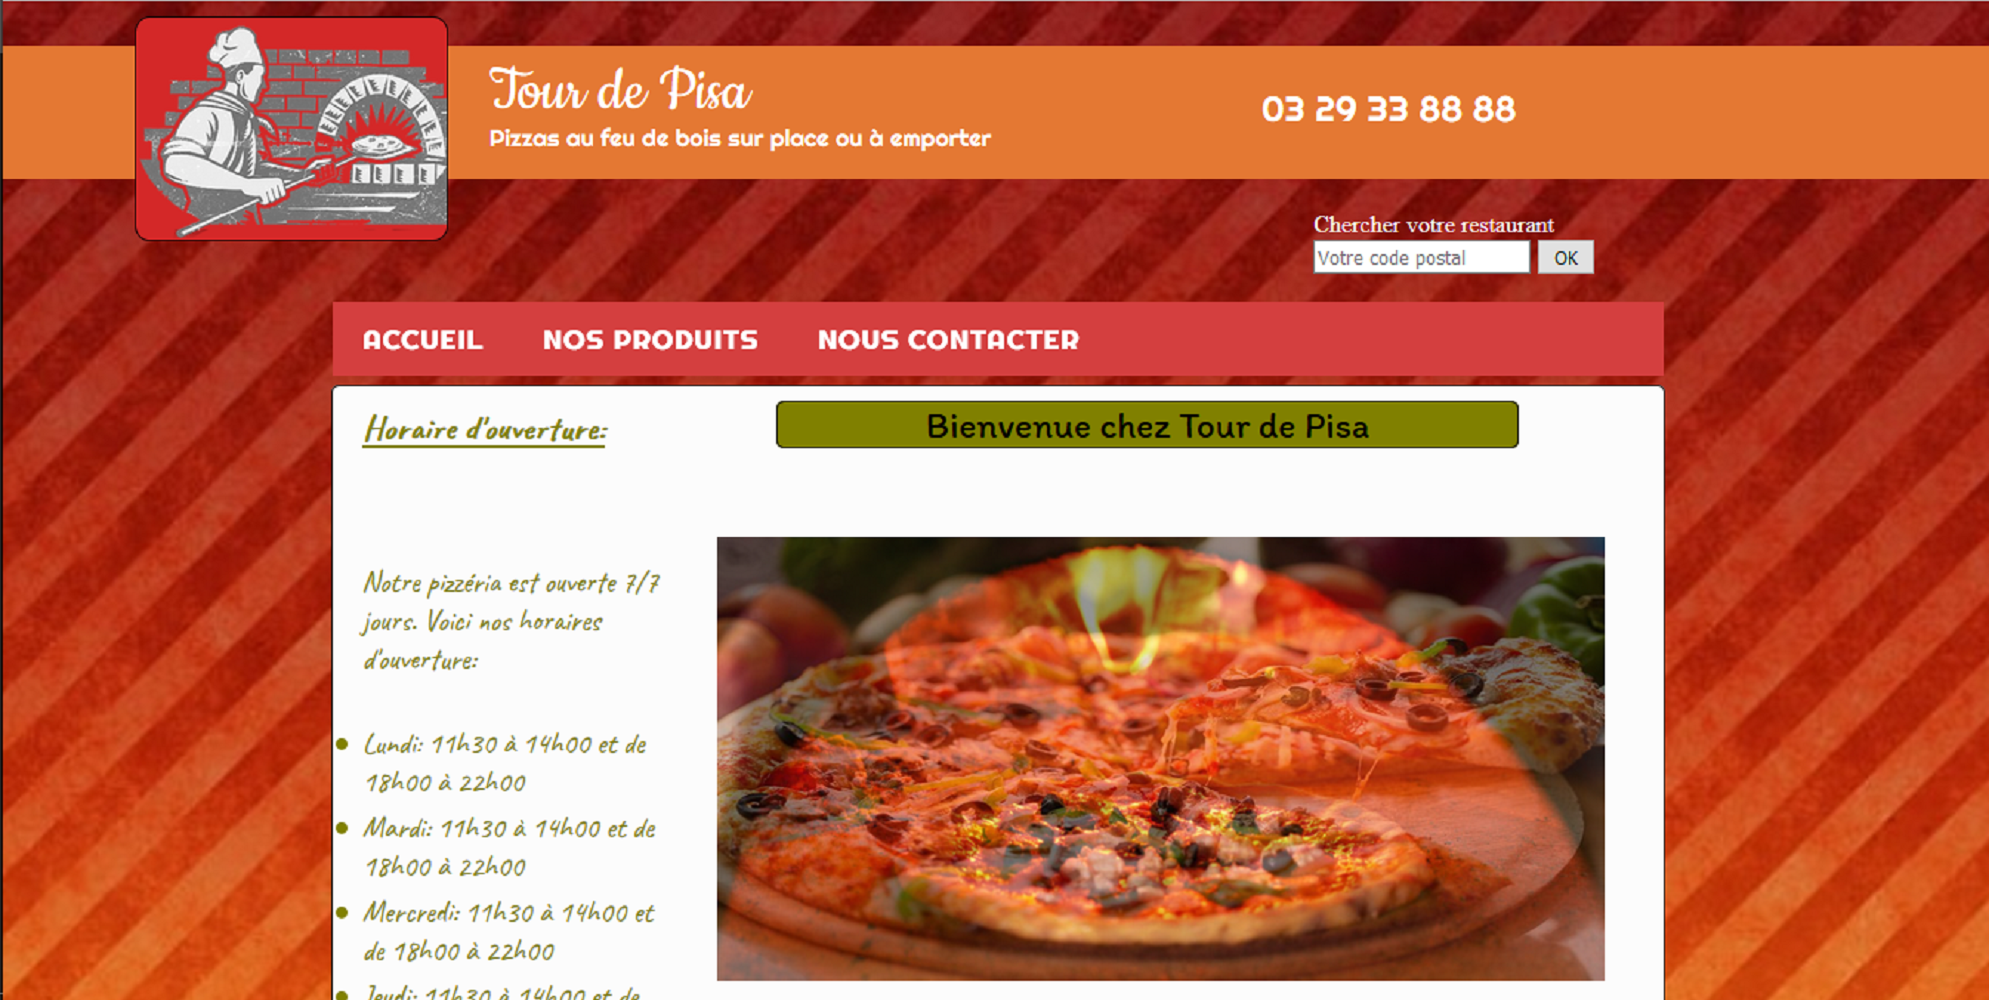 Tour de Pisa
Pizzas au feu de bois sur place ou à emporter
03 29 33 88 88
Chercher votre restaurant
Votre code postal OK
ACCUEIL NOS PRODUITS NOUS CONTACTER
Horaire d'ouverture:
Bienvenue chez Tour de Pisa
Notre pizzéria est ouverte 7/7
jours. Voici nos horaires
d'ouverture:
Lundi: 11h30 à 14h00 et de
18h00 à 22h00
Mardi: 11h30 à 14h00 et de
18h00 à 22h00
Mercredi: 11h30 à 14h00 et
de 18h00 à 22h00
Jeudi: 11h30 à 14h00 et de